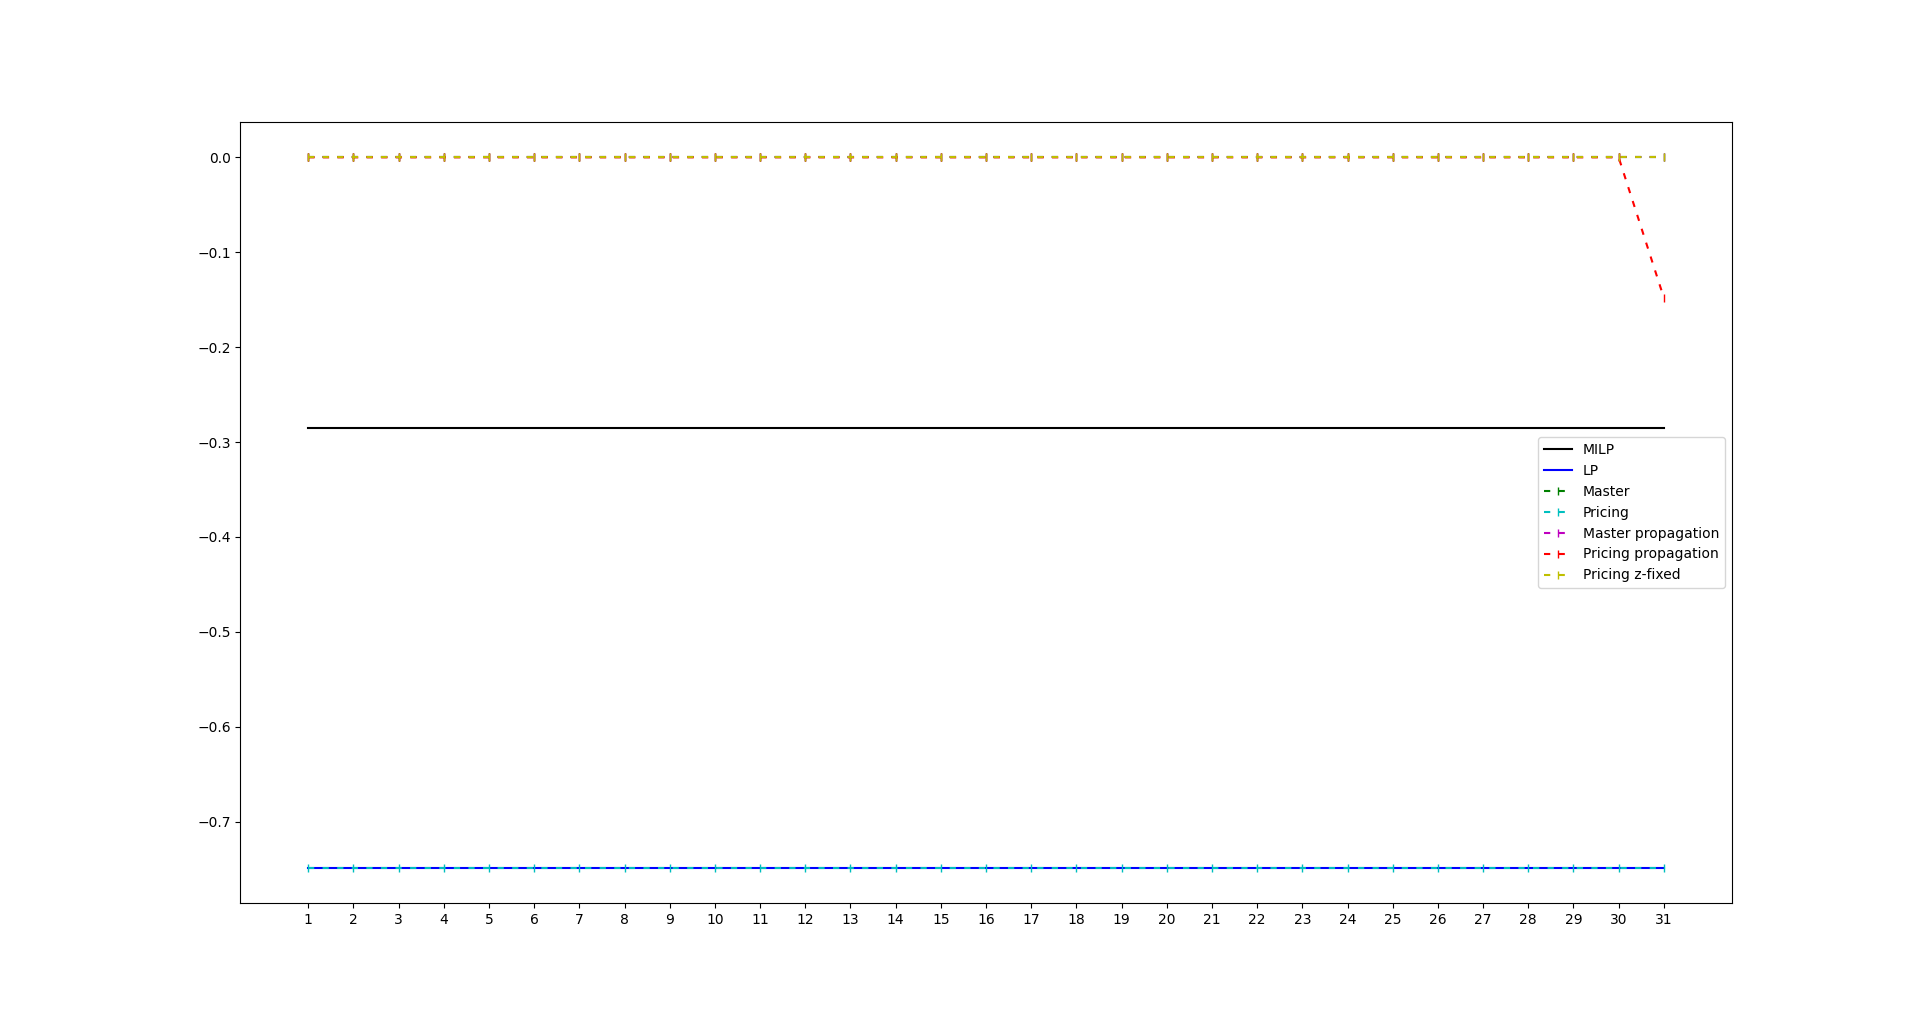 0.0
−0.1
−0.2
−0.3
−0.4
−0.5
−0.6
−0.7
1 2 3 4 5 6 7 8 9 10 11 12 13 14 15 16 17 18 19 20 21 22 23 24 25 26 27 28 29 30 31
MILP
LP
Master
Pricing
Master propagation
Pricing propagation
Pricing z-fixed